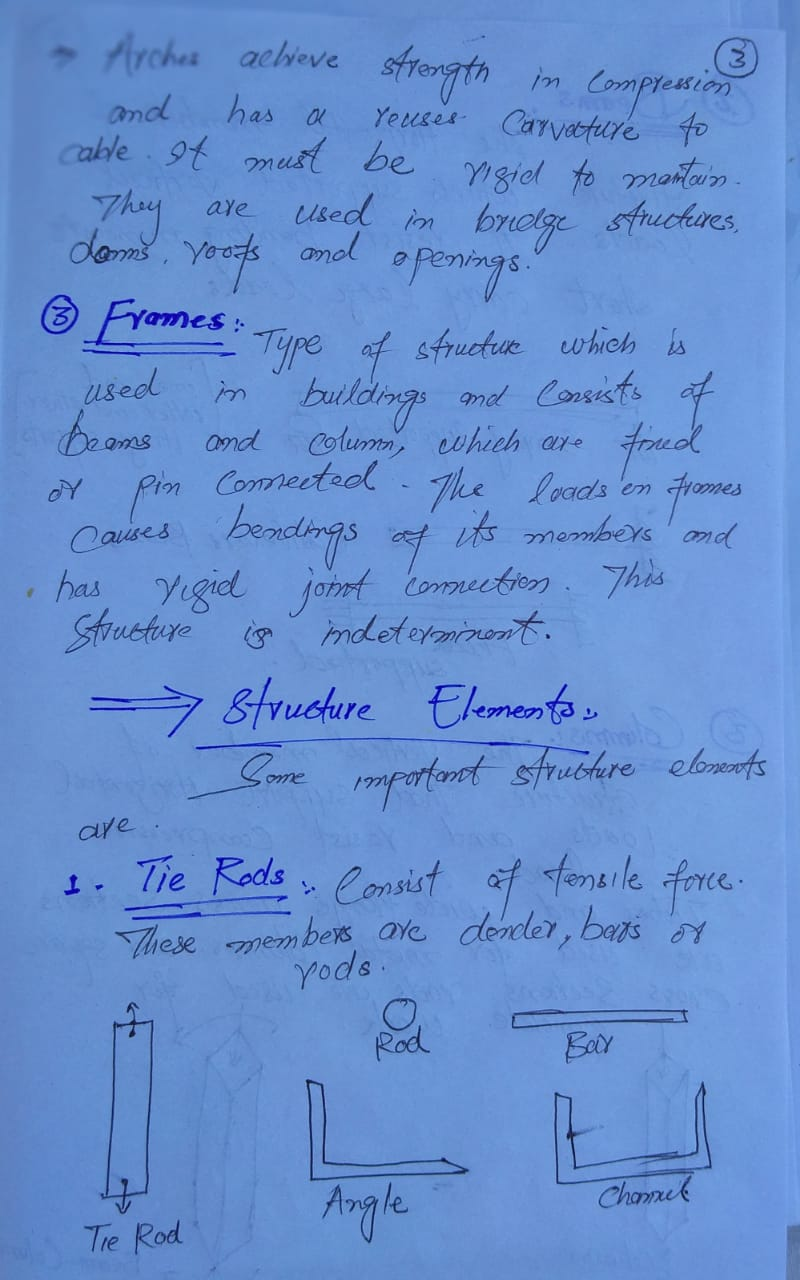 3
→ Arches achieve strength in Compression
and has a reuses Carvature to
cable. It must be rigid to mantain.
They are used in bridge structures,
doms, roofs and openings.
③ Frames:-
Type of structure which is
used in buildings and Consists of
beams and column, which are fixed
or pin Connected. The loads on frames
Causes bendings of its members and
has rigid joint connection. This
Structure is indeterminent.
⟹ Structure Elements:-
Some important structure elements
are.
1. Tie Rods:- Consist of tensile force.
These members are slender, bars or
rods.
Rod
Bar
Tie Rod
Angle
Channel